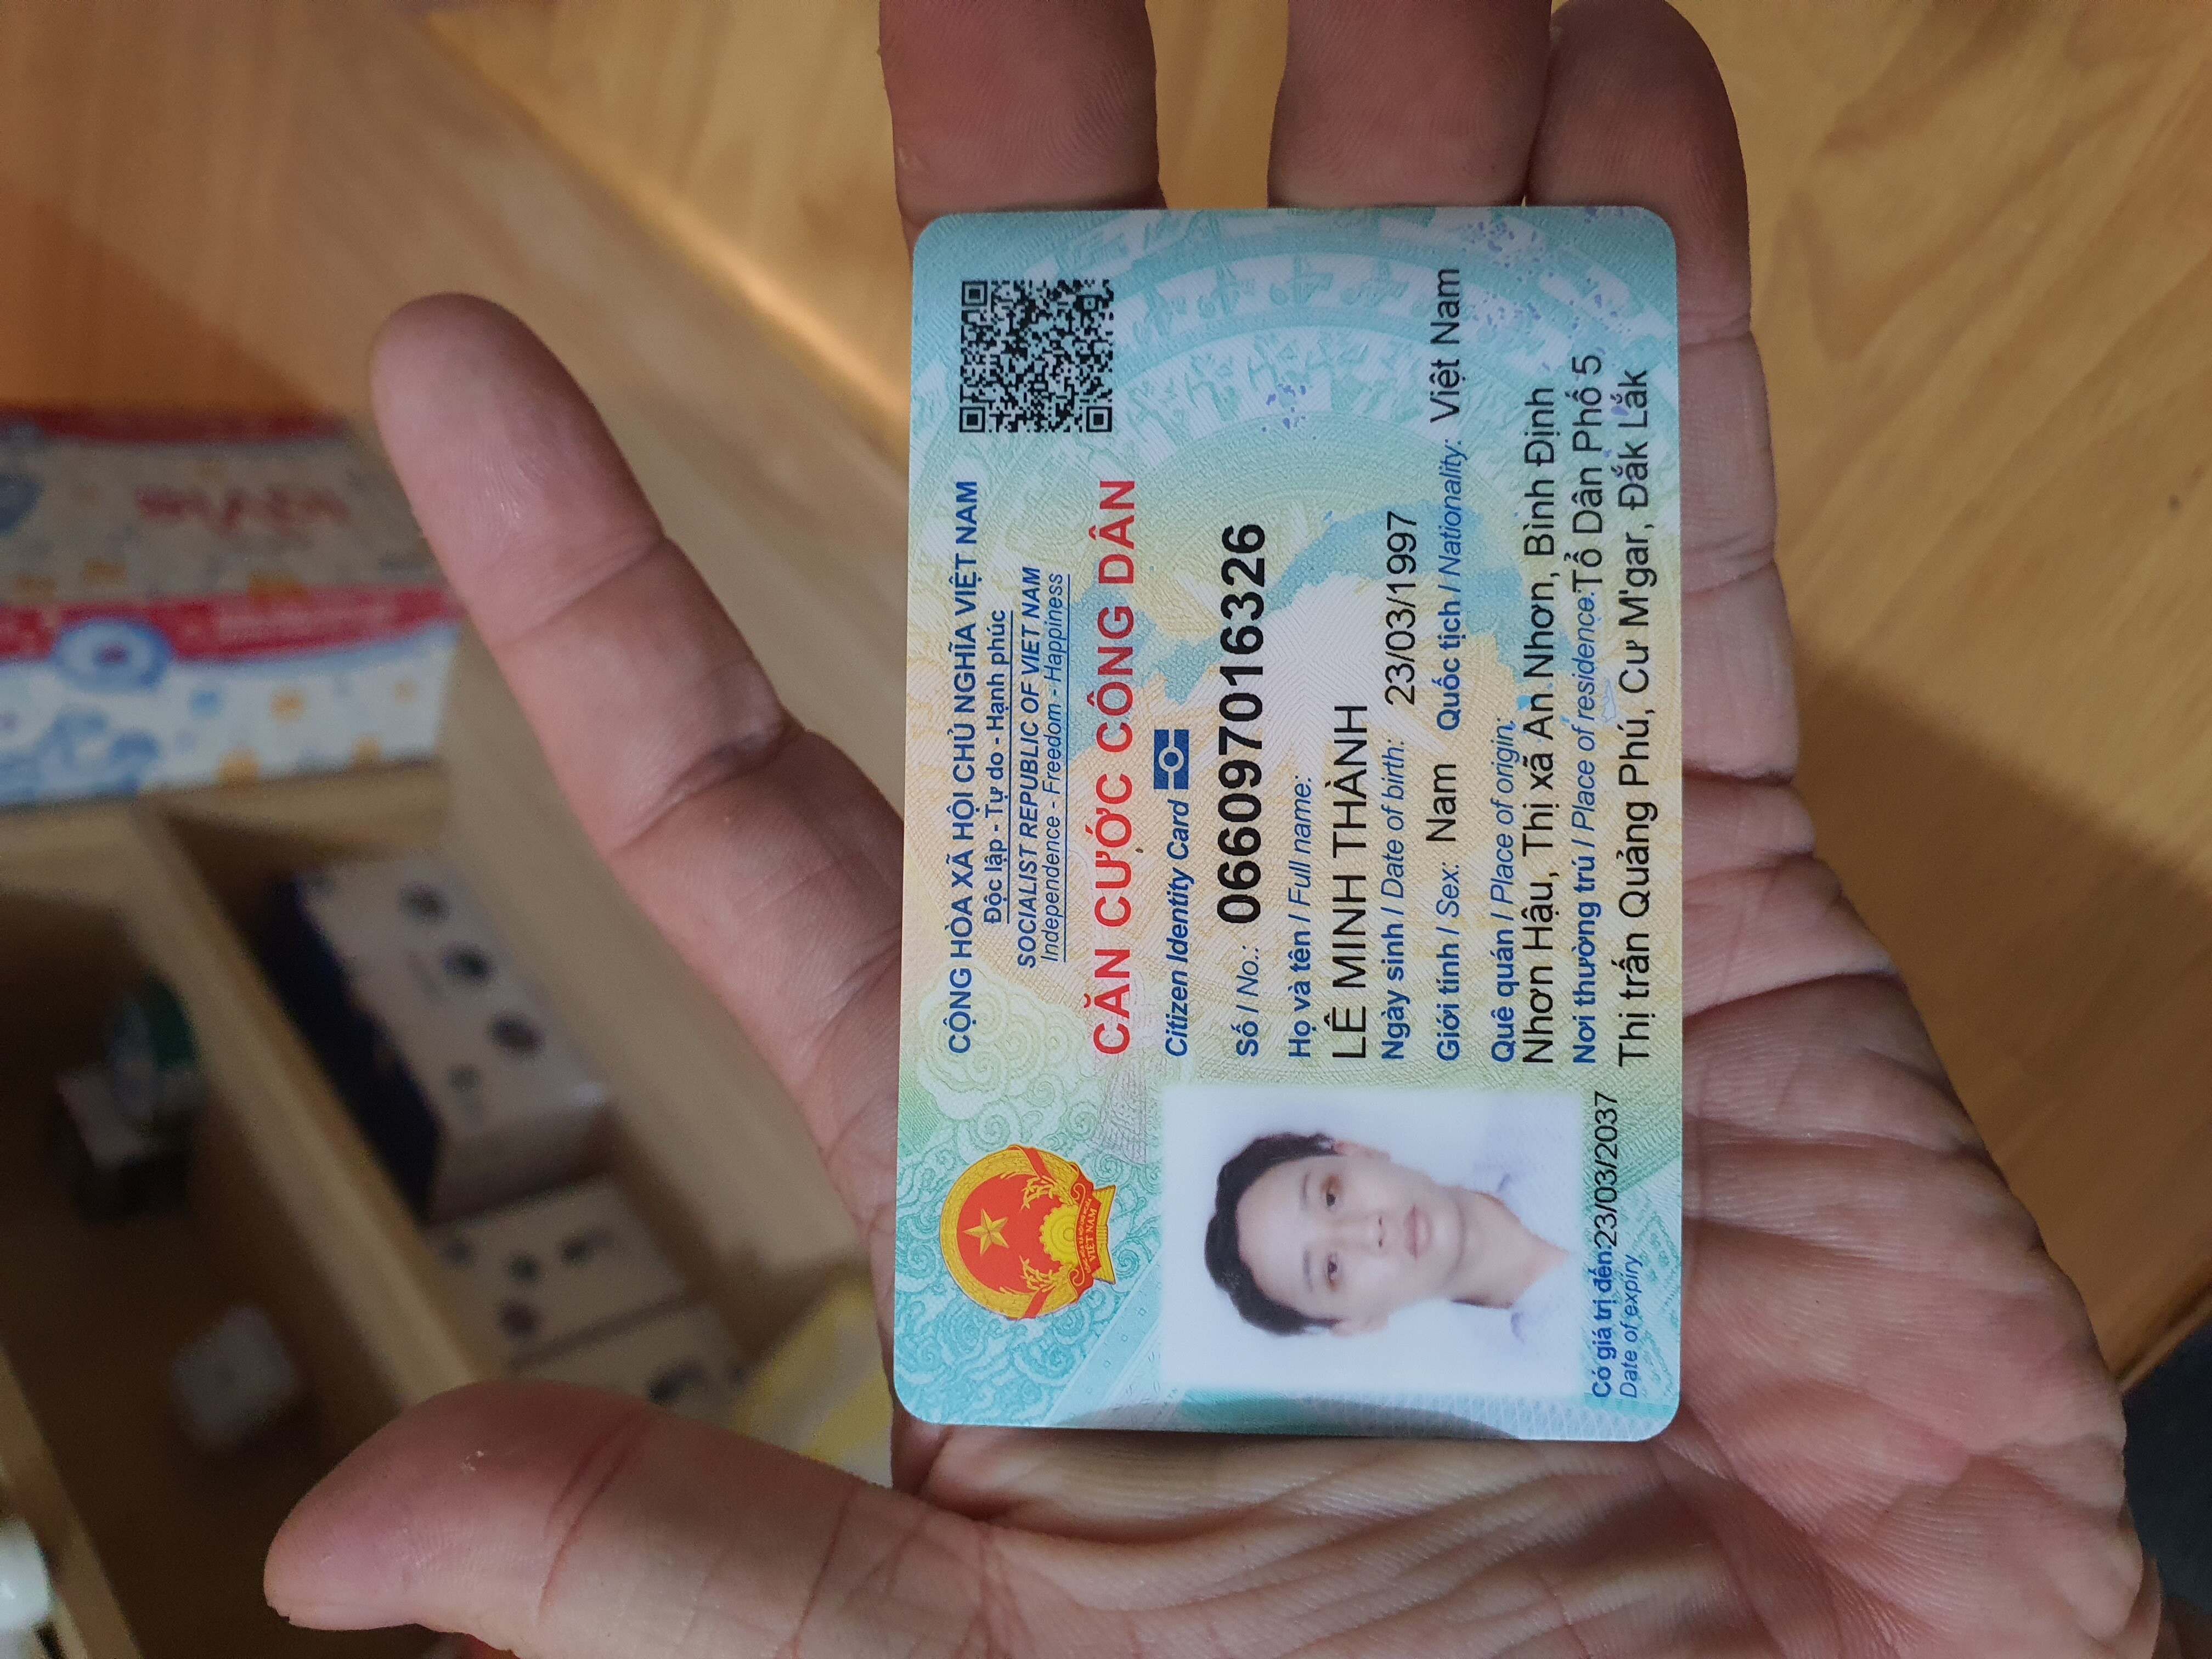 CỘNG HÒA XÃ HỘI CHỦ NGHĨA VIỆT NAM
Độc lập - Tự do - Hạnh phúc
SOCIALIST REPUBLIC OF VIET NAM
Independence - Freedom - Happiness
CĂN CƯỚC CÔNG DÂN
Citizen Identity Card
Số / No.: 066097016326
Họ và tên / Full name:
LÊ MINH THÀNH
Ngày sinh / Date of birth: 23/03/1997
Giới tính / Sex: Nam Quốc tịch / Nationality: Việt Nam
Quê quán / Place of origin:
Nhơn Hậu, Thị xã An Nhơn, Bình Định
Nơi thường trú / Place of residence: Tổ Dân Phố 5,
Thị trấn Quảng Phú, Cư M'gar, Đắk Lắk
Có giá trị đến: 23/03/2037
Date of expiry
VIỆT NAM